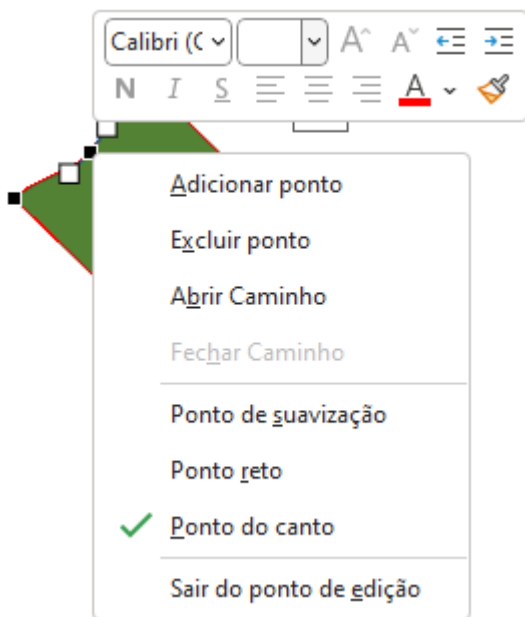 Calibri (C
A A
N I S A
Adicionar ponto
Excluir ponto
Abrir Caminho
Fechar Caminho
Ponto de suavização
Ponto reto
Ponto do canto
Sair do ponto de edição